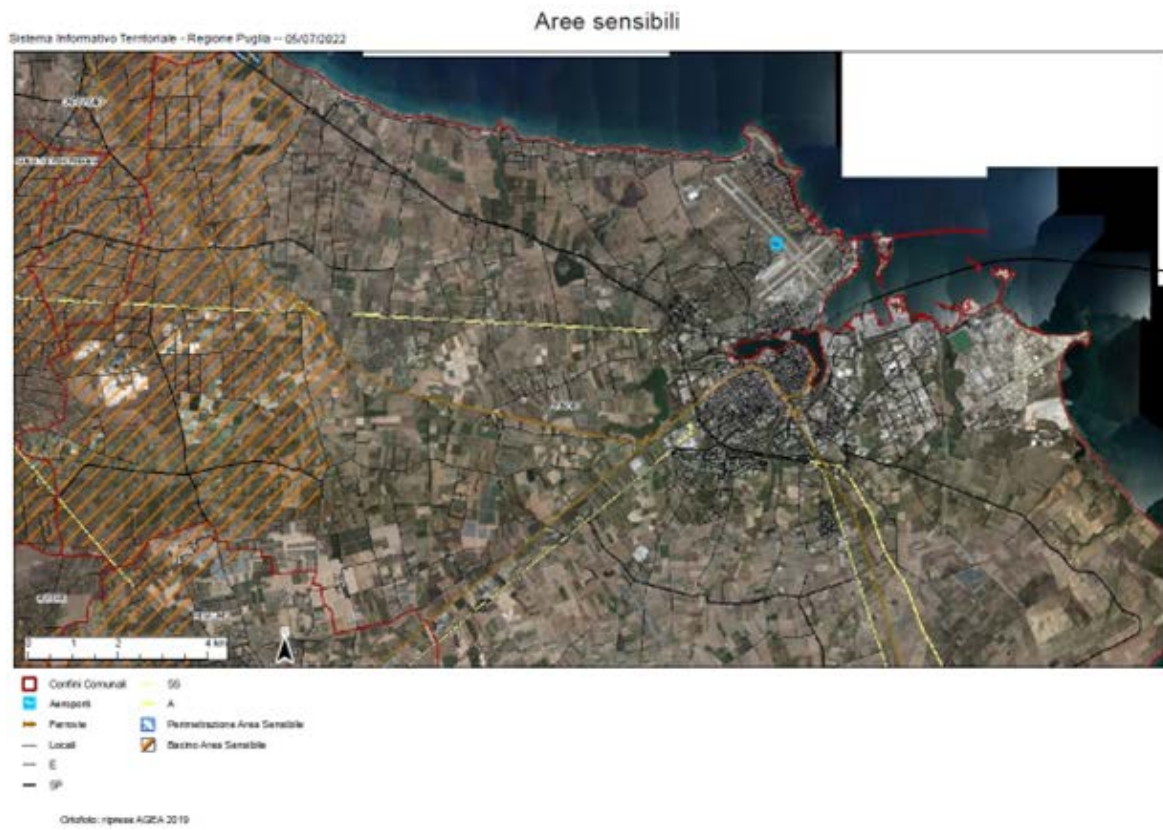 Aree sensibili
Sistema Informativo Territoriale - Regione Puglia -- 05/07/2022
0 1 2 4 km
Confini Comunali
Aeroporti
Ferrovie
Locali
E
SP
SS
A
Perimetrazione Area Sensibile
Bacino Area Sensibile
Ortofoto: riprese AGEA 2019